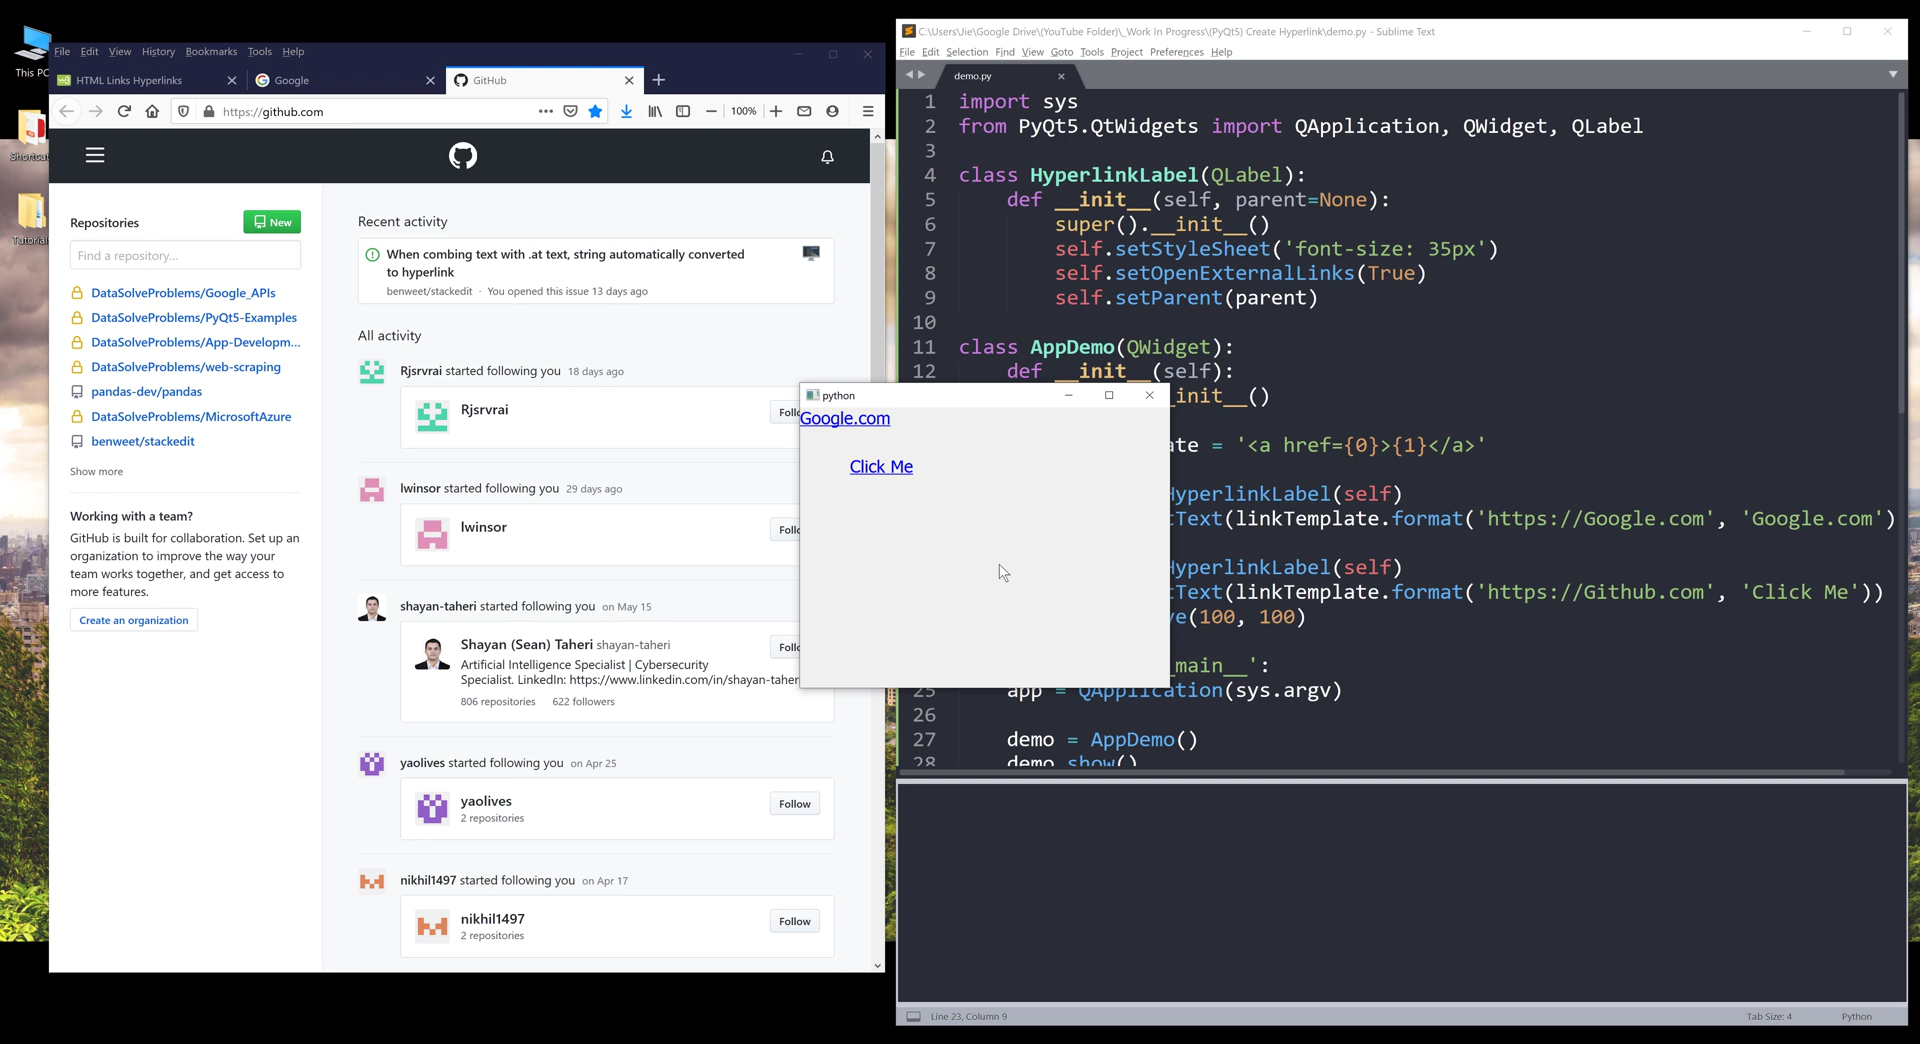 This PC
Shortcut
Tutorial
File Edit View History Bookmarks Tools Help
HTML Links Hyperlinks
Google
GitHub
https://github.com
100%
Repositories
New
Find a repository...
DataSolveProblems/Google_APIs
DataSolveProblems/PyQt5-Examples
DataSolveProblems/App-Developm...
DataSolveProblems/web-scraping
pandas-dev/pandas
DataSolveProblems/MicrosoftAzure
benweet/stackedit
Show more
Working with a team?
GitHub is built for collaboration. Set up an
organization to improve the way your
team works together, and get access to
more features.
Create an organization
Recent activity
When combing text with .at text, string automatically converted
to hyperlink
benweet/stackedit · You opened this issue 13 days ago
All activity
Rjsrvrai started following you 18 days ago
Rjsrvrai
Follo
lwinsor started following you 29 days ago
lwinsor
Follo
shayan-taheri started following you on May 15
Shayan (Sean) Taheri shayan-taheri
Follo
Artificial Intelligence Specialist | Cybersecurity
Specialist. LinkedIn: https://www.linkedin.com/in/shayan-taher
806 repositories 622 followers
yaolives started following you on Apr 25
yaolives
2 repositories
Follow
nikhil1497 started following you on Apr 17
nikhil1497
2 repositories
Follow
python
Google.com
Click Me
C:\Users\Jie\Google Drive\(YouTube Folder)\_Work In Progress\(PyQt5) Create Hyperlink\demo.py - Sublime Text
File Edit Selection Find View Goto Tools Project Preferences Help
demo.py
1 import sys
2 from PyQt5.QtWidgets import QApplication, QWidget, QLabel
3
4 class HyperlinkLabel(QLabel):
5 def __init__(self, parent=None):
6 super().__init__()
7 self.setStyleSheet('font-size: 35px')
8 self.setOpenExternalLinks(True)
9 self.setParent(parent)
10
11 class AppDemo(QWidget):
12 def __init__(self):
_init__()
ate = '<a href={0}>{1}</a>'
HyperlinkLabel(self)
tText(linkTemplate.format('https://Google.com', 'Google.com')
HyperlinkLabel(self)
tText(linkTemplate.format('https://Github.com', 'Click Me'))
ve(100, 100)
_main__':
25 app = QApplication(sys.argv)
26
27 demo = AppDemo()
28 demo.show()
Line 23, Column 9
Tab Size: 4
Python